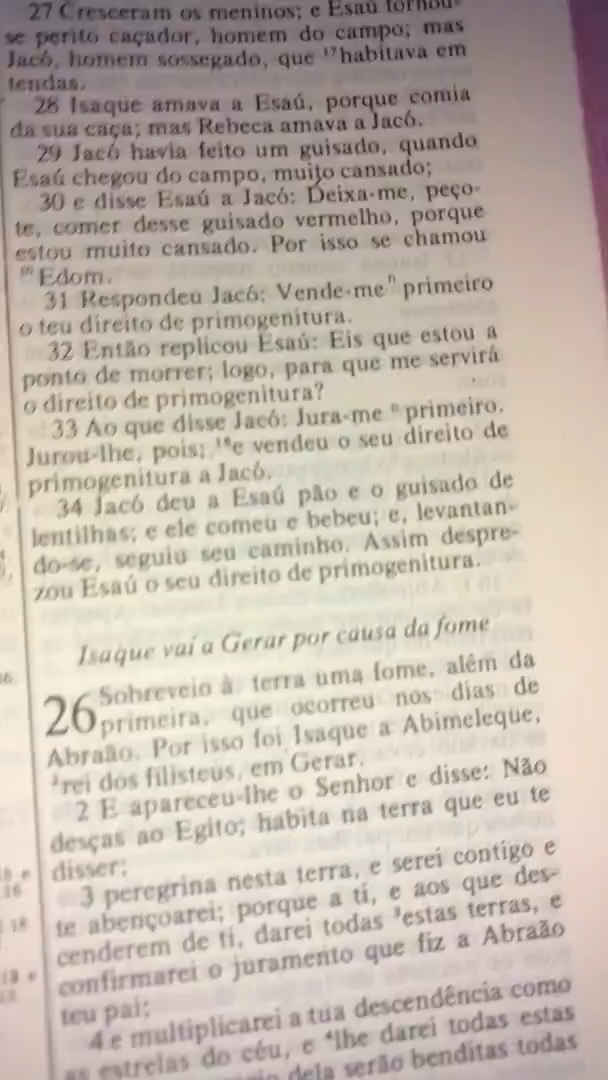 27 Cresceram os meninos; e Esaú tornou-
se perito caçador, homem do campo; mas
Jacó, homem sossegado, que 17habitava em
tendas.
28 Isaque amava a Esaú, porque comia
da sua caça; mas Rebeca amava a Jacó.
29 Jacó havia feito um guisado, quando
Esaú chegou do campo, muito cansado;
30 e disse Esaú a Jacó: Deixa-me, peço-
te, comer desse guisado vermelho, porque
estou muito cansado. Por isso se chamou
m Edom.
31 Respondeu Jacó: Vende-me n primeiro
o teu direito de primogenitura.
32 Então replicou Esaú: Eis que estou a
ponto de morrer; logo, para que me servirá
o direito de primogenitura?
33 Ao que disse Jacó: Jura-me o primeiro.
Jurou-lhe, pois; 18e vendeu o seu direito de
primogenitura a Jacó.
34 Jacó deu a Esaú pão e o guisado de
lentilhas; e ele comeu e bebeu; e, levantan-
do-se, seguiu seu caminho. Assim despre-
zou Esaú o seu direito de primogenitura.
Isaque vai a Gerar por causa da fome
26 Sobreveio à terra uma fome, além da
primeira, que ocorreu nos dias de
Abraão. Por isso foi Isaque a Abimeleque,
rei dos filisteus, em Gerar.
2 E apareceu-lhe o Senhor e disse: Não
desças ao Egito; habita na terra que eu te
disser;
3 peregrina nesta terra, e serei contigo e
te abençoarei; porque a ti, e aos que des-
cenderem de ti, darei todas 3estas terras, e
confirmarei o juramento que fiz a Abraão
teu pai;
4 e multiplicarei a tua descendência como
as estrelas do céu, e 4lhe darei todas estas
dela serão benditas todas